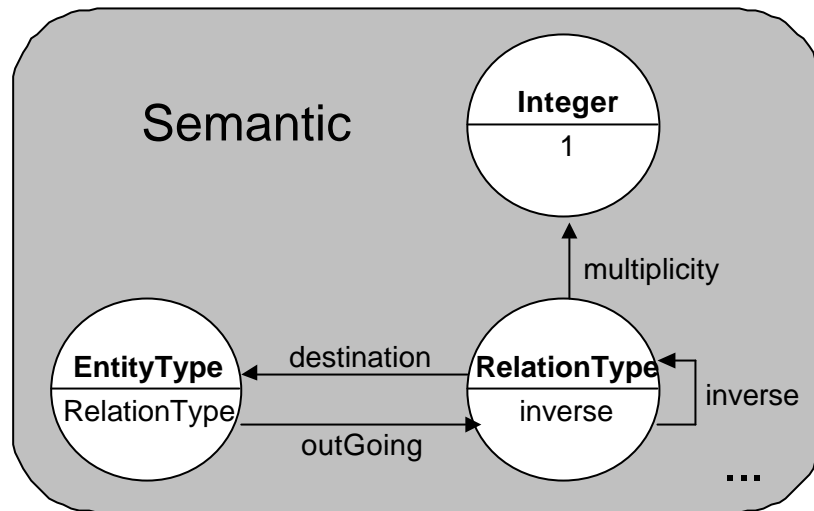 Semantic
Integer
1
multiplicity
EntityType
RelationType
destination
outGoing
RelationType
inverse
inverse
...